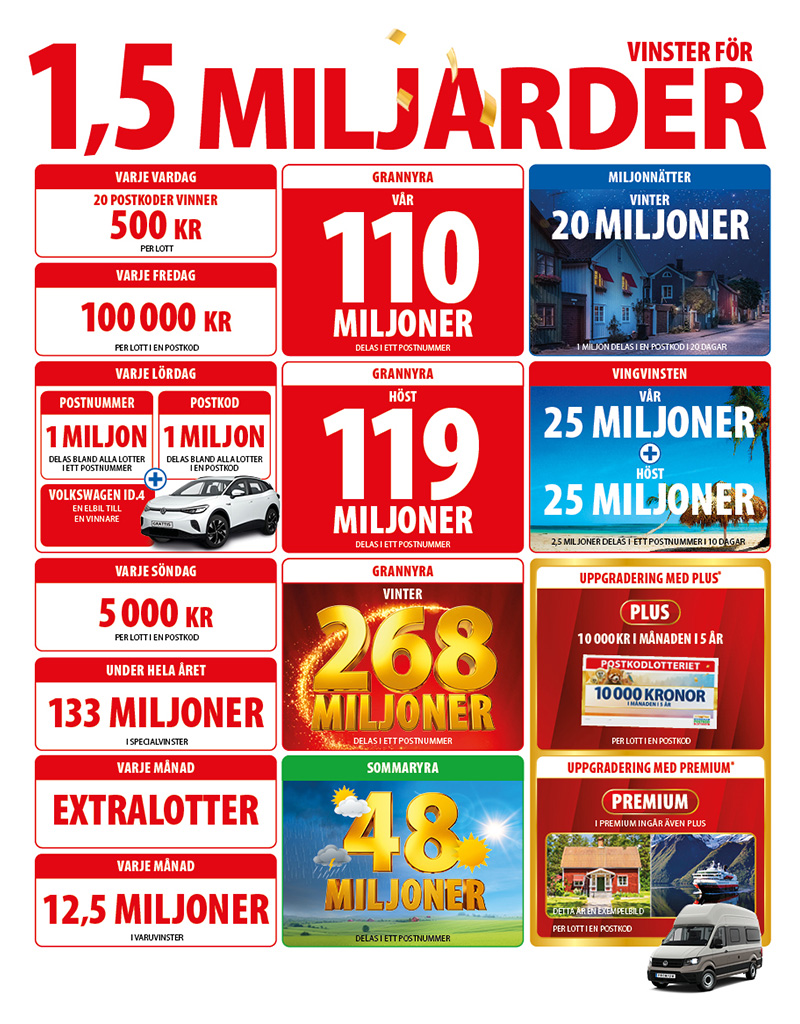 VINSTER FÖR
1,5 MILJARDER
VARJE VARDAG
20 POSTKODER VINNER
500 KR
PER LOTT
VARJE FREDAG
100 000 KR
PER LOTT I EN POSTKOD
VARJE LÖRDAG
POSTNUMMER
1 MILJON
DELAS BLAND ALLA LOTTER
I ETT POSTNUMMER
POSTKOD
1 MILJON
DELAS BLAND ALLA LOTTER
I EN POSTKOD
+
VOLKSWAGEN ID.4
EN ELBIL TILL
EN VINNARE
GRATTIS
VARJE SÖNDAG
5 000 KR
PER LOTT I EN POSTKOD
UNDER HELA ÅRET
133 MILJONER
I SPECIALVINSTER
VARJE MÅNAD
EXTRALOTTER
VARJE MÅNAD
12,5 MILJONER
I VARUVINSTER
GRANNYRA
VÅR
110
MILJONER
DELAS I ETT POSTNUMMER
GRANNYRA
HÖST
119
MILJONER
DELAS I ETT POSTNUMMER
GRANNYRA
VINTER
268
MILJONER
DELAS I ETT POSTNUMMER
SOMMARYRA
48
MILJONER
DELAS I ETT POSTNUMMER
MILJONNÄTTER
VINTER
20 MILJONER
1 MILJON DELAS I EN POSTKOD I 20 DAGAR
VINGVINSTEN
VÅR
25 MILJONER
+
HÖST
25 MILJONER
2,5 MILJONER DELAS I ETT POSTNUMMER I 10 DAGAR
UPPGRADERING MED PLUS*
PLUS
10 000 KR I MÅNADEN I 5 ÅR
POSTKODLOTTERIET
10 000 KRONOR
I MÅNADEN I 5 ÅR
PER LOTT I EN POSTKOD
UPPGRADERING MED PREMIUM*
PREMIUM
I PREMIUM INGÅR ÄVEN PLUS
DETTA ÄR EN EXEMPELBILD
PER LOTT I EN POSTKOD
PREMIUM